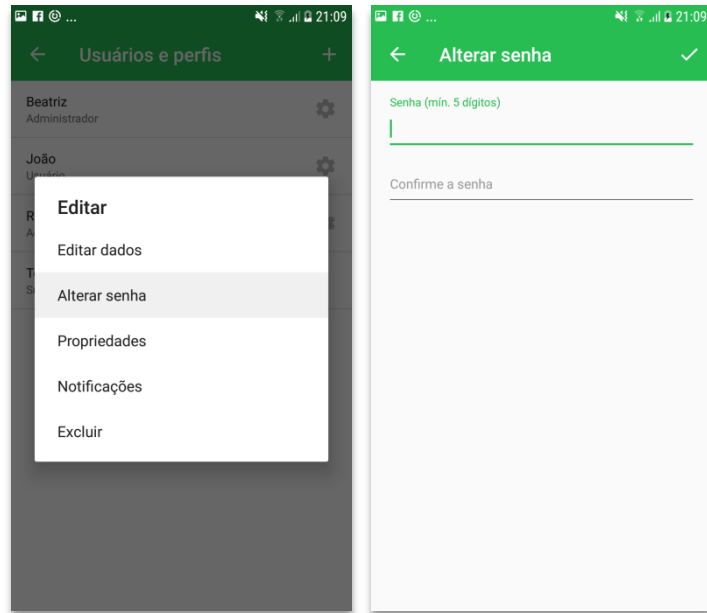 ... 21:09
Usuários e perfis
Beatriz
Administrador
João
Usuário
Editar
Editar dados
Alterar senha
Propriedades
Notificações
Excluir
... 21:09
Alterar senha
Senha (mín. 5 dígitos)
Confirme a senha